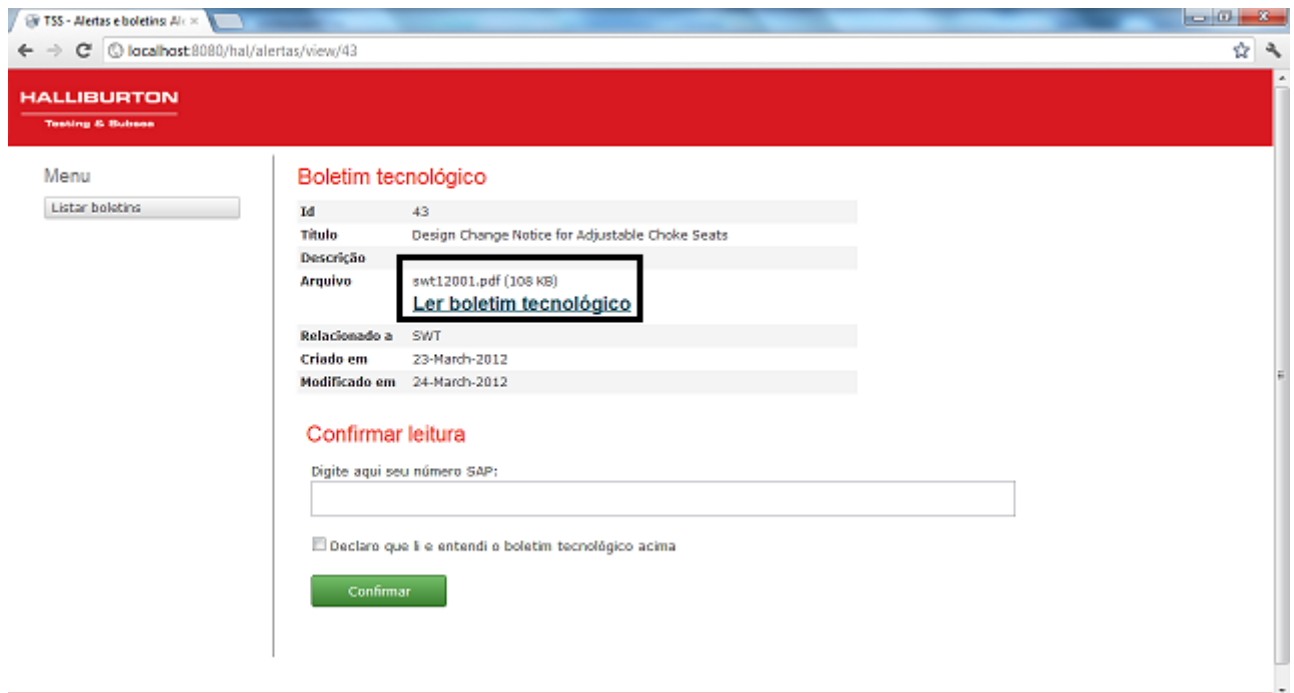 TSS - Alertas e boletins: Al
localhost:8080/hal/alertas/view/43
HALLIBURTON
Testing & Subsea
Menu
Listar boletins
Boletim tecnológico
Id 43
Título Design Change Notice for Adjustable Choke Seats
Descrição
Arquivo swt12001.pdf (108 KB)
Ler boletim tecnológico
Relacionado a SWT
Criado em 23-March-2012
Modificado em 24-March-2012
Confirmar leitura
Digite aqui seu número SAP:
Declaro que li e entendi o boletim tecnológico acima
Confirmar